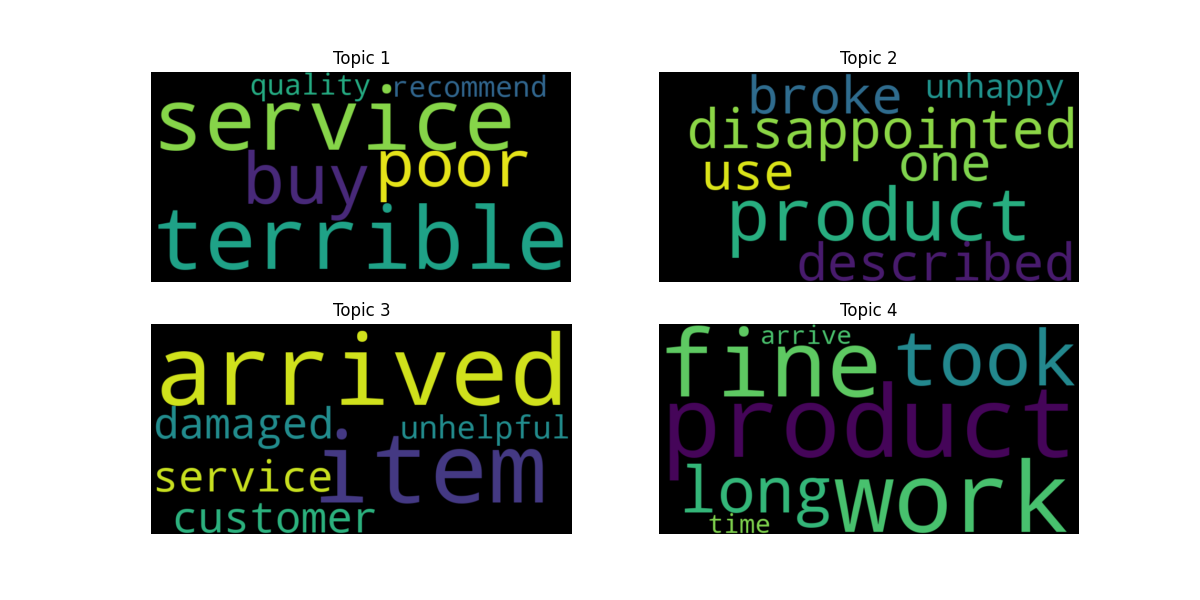 Topic 1
quality recommend
service
buy poor
terrible
Topic 2
broke unhappy
disappointed
use one
product
described
Topic 3
arrived
damaged unhelpful
service item
customer
Topic 4
arrive
fine took
product
long work
time